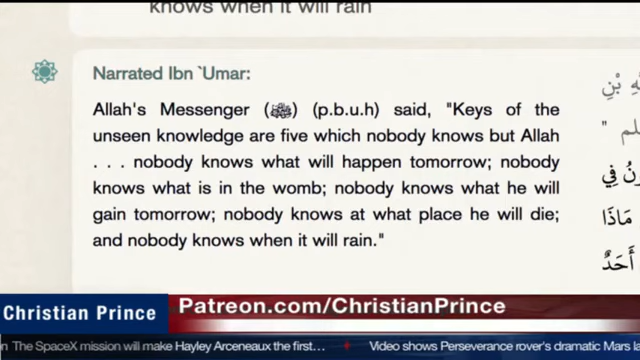 knows when it will rain
Narrated Ibn `Umar:
Allah's Messenger (ﷺ) (p.b.u.h) said, "Keys of the
unseen knowledge are five which nobody knows but Allah
. . . nobody knows what will happen tomorrow; nobody
knows what is in the womb; nobody knows what he will
gain tomorrow; nobody knows at what place he will die;
and nobody knows when it will rain."
لم "
مَاذَا
أَحَدٌ
Christian Prince
Patreon.com/ChristianPrince
The SpaceX mission will make Hayley Arceneaux the first...
Video shows Perseverance rover's dramatic Mars